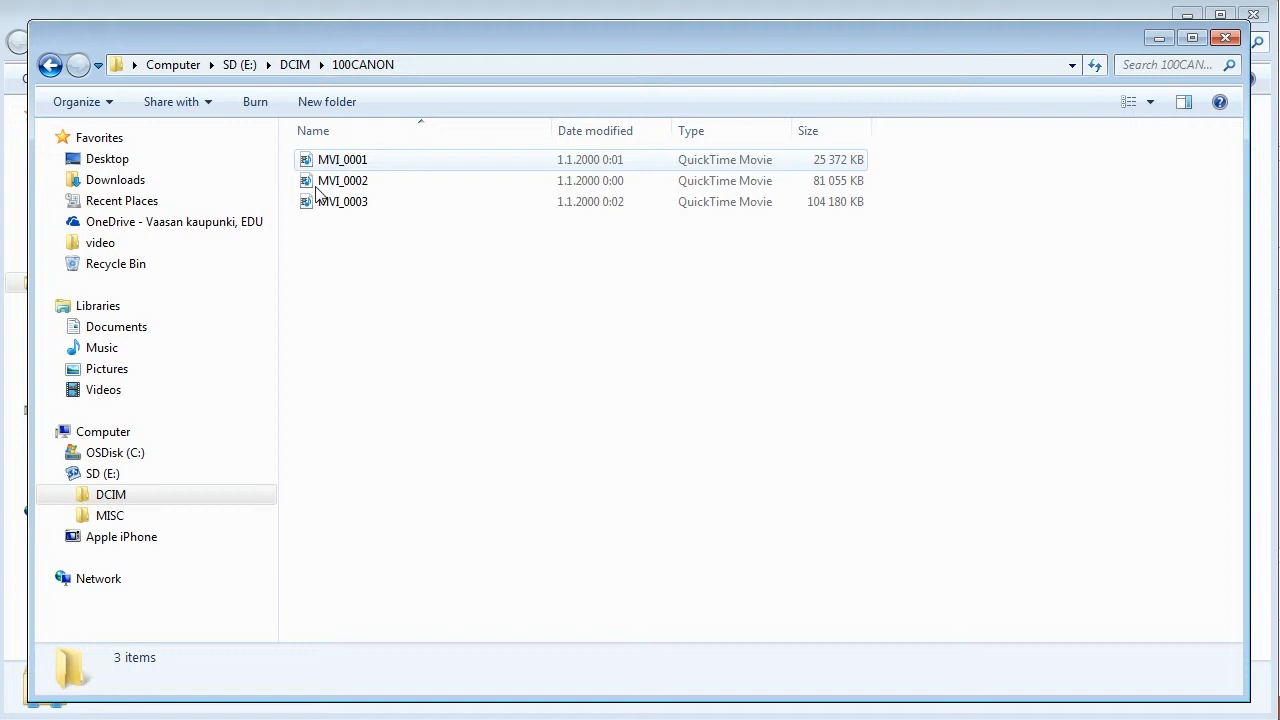 Computer SD (E:) DCIM 100CANON Search 100CAN...
Organize Share with Burn New folder
Name Date modified Type Size
MVI_0001 1.1.2000 0:01 QuickTime Movie 25 372 KB
MVI_0002 1.1.2000 0:00 QuickTime Movie 81 055 KB
MVI_0003 1.1.2000 0:02 QuickTime Movie 104 180 KB
Favorites
Desktop
Downloads
Recent Places
OneDrive - Vaasan kaupunki, EDU
video
Recycle Bin
Libraries
Documents
Music
Pictures
Videos
Computer
OSDisk (C:)
SD (E:)
DCIM
MISC
Apple iPhone
Network
3 items